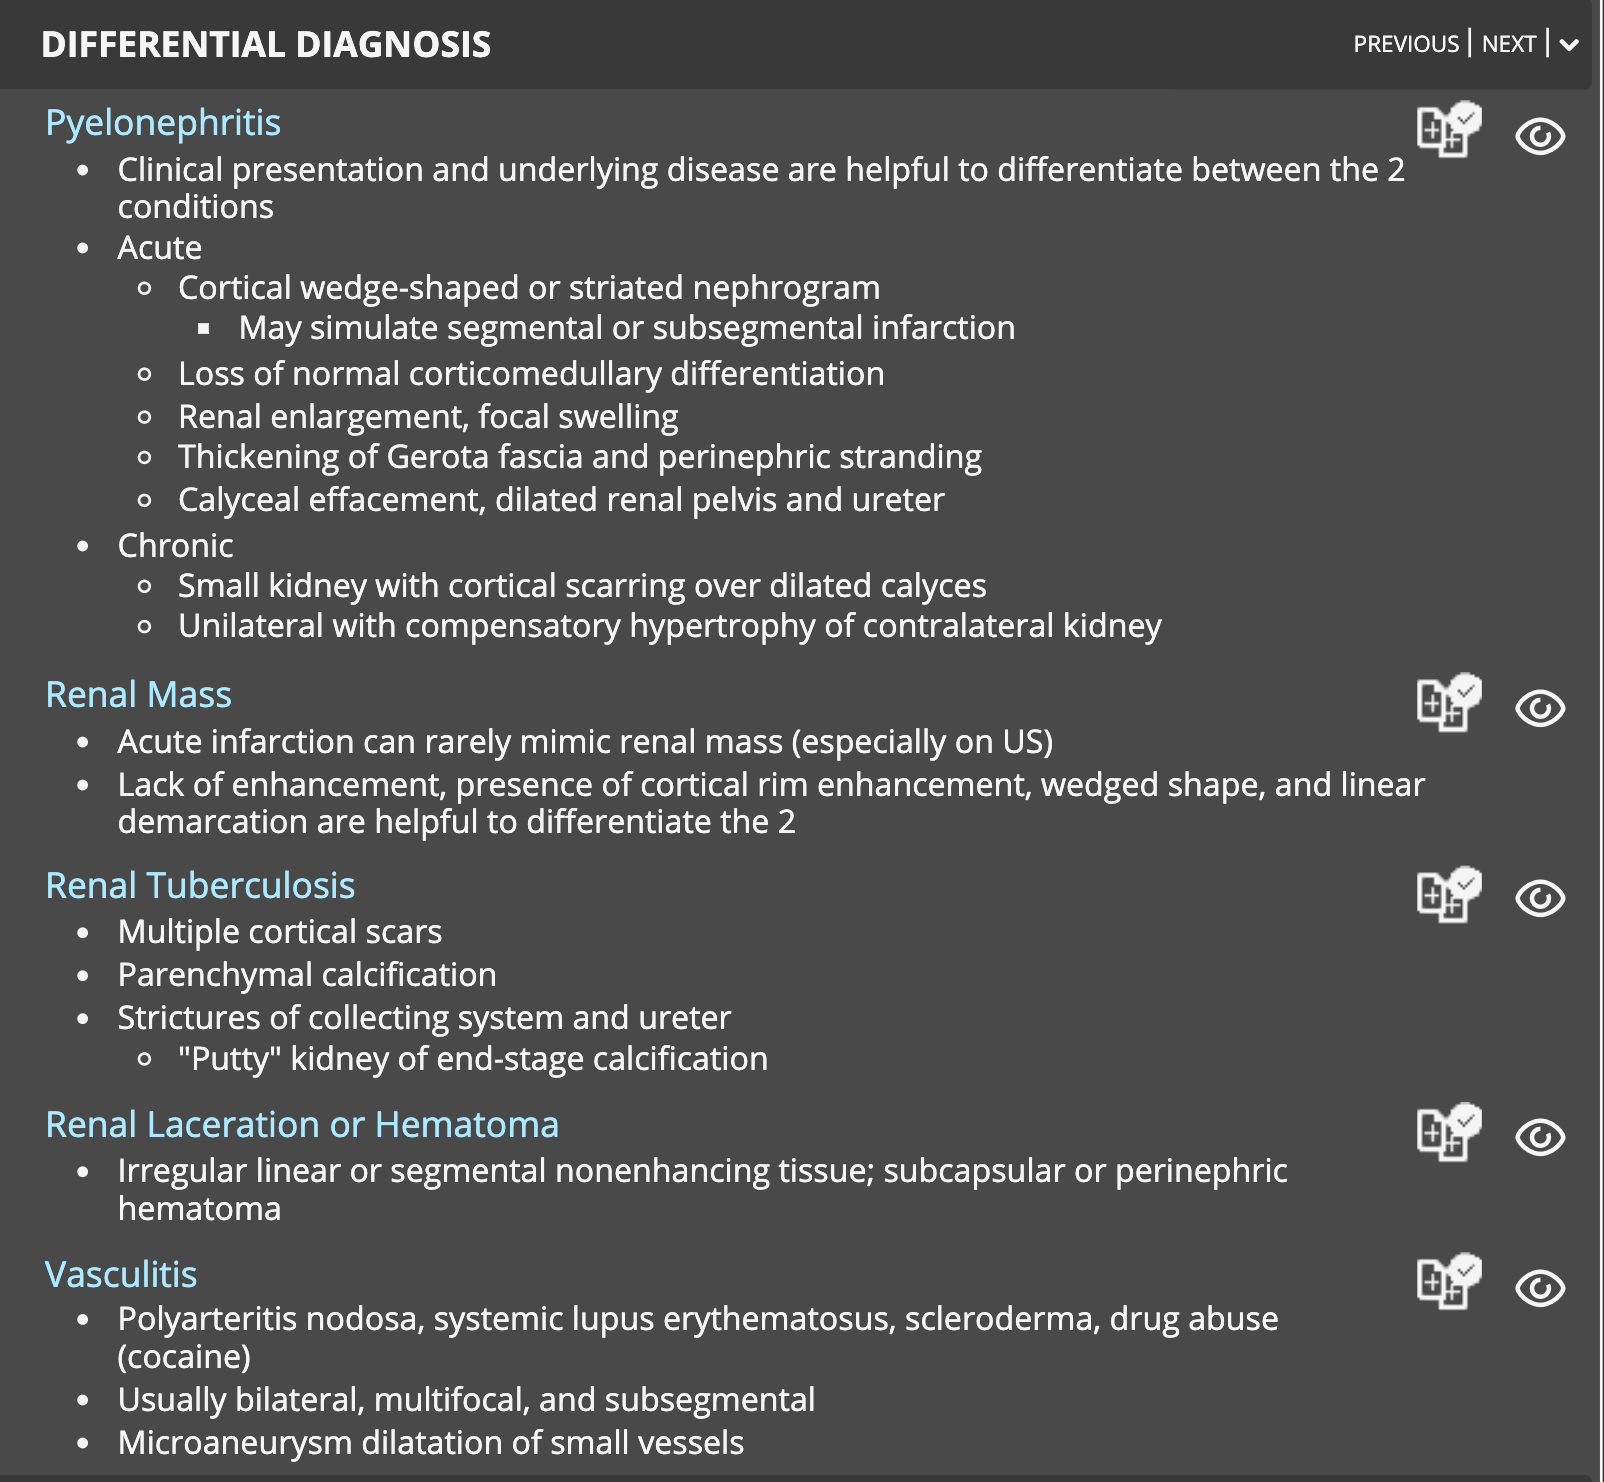 DIFFERENTIAL DIAGNOSIS
PREVIOUS | NEXT |
Pyelonephritis
• Clinical presentation and underlying disease are helpful to differentiate between the 2
conditions
• Acute
○ Cortical wedge-shaped or striated nephrogram
▪ May simulate segmental or subsegmental infarction
○ Loss of normal corticomedullary differentiation
○ Renal enlargement, focal swelling
○ Thickening of Gerota fascia and perinephric stranding
○ Calyceal effacement, dilated renal pelvis and ureter
• Chronic
○ Small kidney with cortical scarring over dilated calyces
○ Unilateral with compensatory hypertrophy of contralateral kidney
Renal Mass
• Acute infarction can rarely mimic renal mass (especially on US)
• Lack of enhancement, presence of cortical rim enhancement, wedged shape, and linear
demarcation are helpful to differentiate the 2
Renal Tuberculosis
• Multiple cortical scars
• Parenchymal calcification
• Strictures of collecting system and ureter
○ "Putty" kidney of end-stage calcification
Renal Laceration or Hematoma
• Irregular linear or segmental nonenhancing tissue; subcapsular or perinephric
hematoma
Vasculitis
• Polyarteritis nodosa, systemic lupus erythematosus, scleroderma, drug abuse
(cocaine)
• Usually bilateral, multifocal, and subsegmental
• Microaneurysm dilatation of small vessels